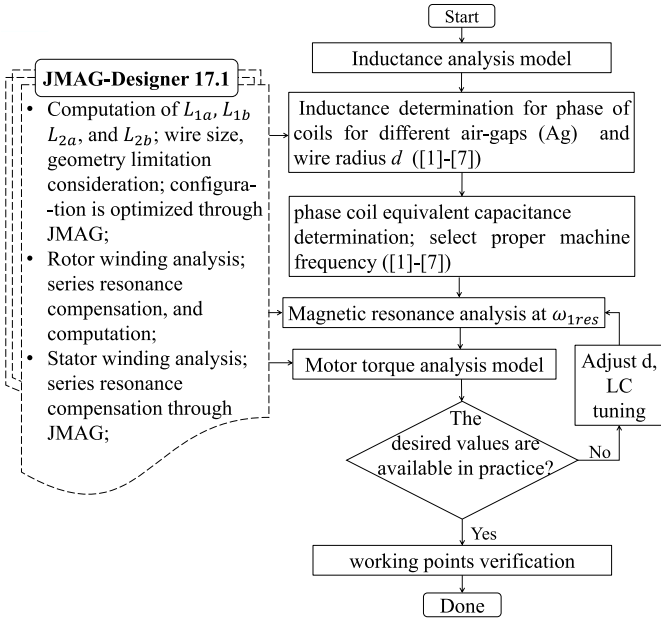 Start
Inductance analysis model
JMAG-Designer 17.1
• Computation of L1a, L1b
L2a, and L2b; wire size,
geometry limitation
consideration; configura-
-tion is optimized through
JMAG;
• Rotor winding analysis;
series resonance
compensation, and
computation;
• Stator winding analysis;
series resonance
compensation through
JMAG;
Inductance determination for phase of
coils for different air-gaps (Ag) and
wire radius d ([1]-[7])
phase coil equivalent capacitance
determination; select proper machine
frequency ([1]-[7])
Magnetic resonance analysis at ω1res
Motor torque analysis model
Adjust d,
LC
tuning
The
desired values are
available in practice?
No
Yes
working points verification
Done